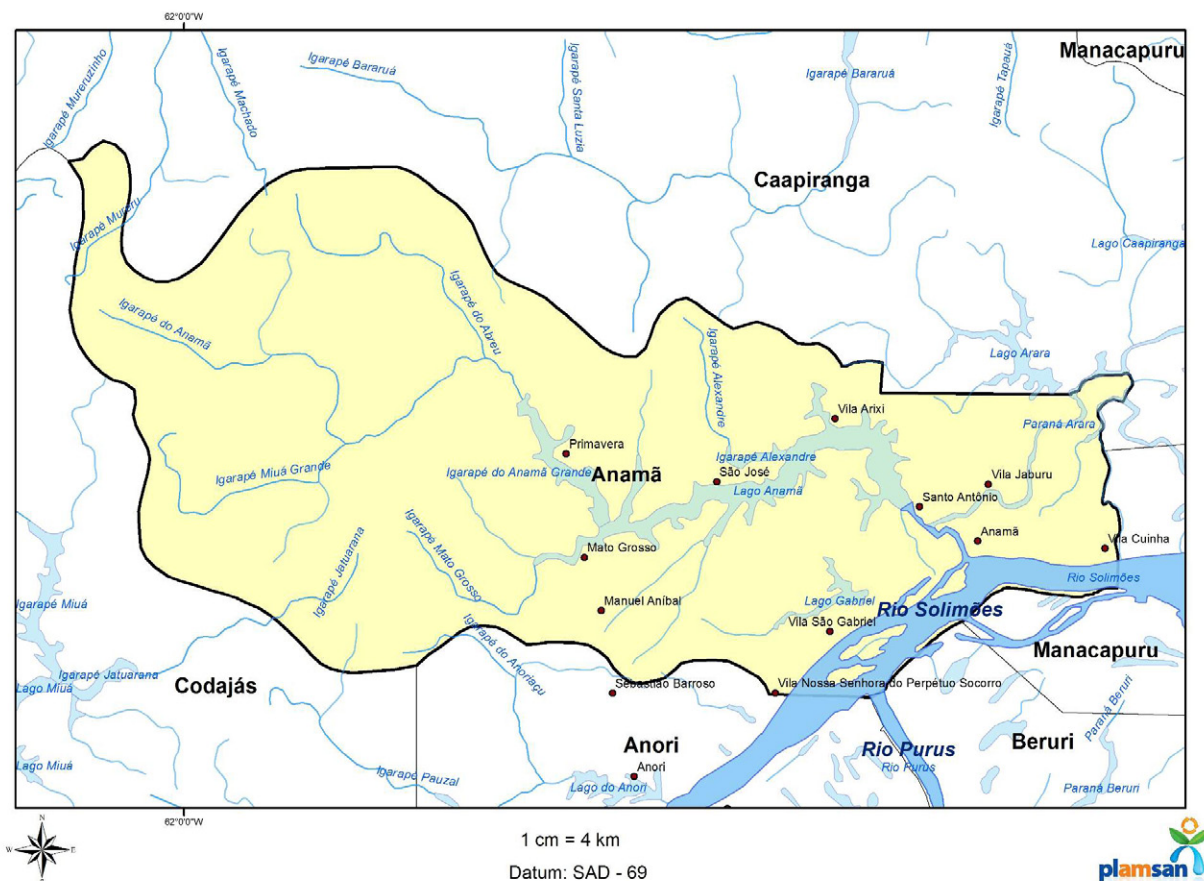 62°0'0"W
Manacapuru
Igarapé Mureruzinho
Igarapé Machado
Igarapé Bararuá
Igarapé Santa Luzia
Igarapé Bararuá
Igarapé Tapauá
Caapiranga
Igarapé Mureru
Lago Caapiranga
Igarapé do Anamã
Igarapé do Abreu
Igarapé Alexandre
Lago Arara
Vila Arixi
Paraná Arara
Primavera
Igarapé Alexandre
Igarapé Miuá Grande
Igarapé do Anamã Grande
Anamã
São José
Lago Anamã
Vila Jaburu
Santo Antônio
Anamã
Vila Cuinha
Igarapé Jatuarana
Igarapé Mato Grosso
Mato Grosso
Rio Solimões
Igarapé Miuá
Manuel Aníbal
Lago Gabriel
Rio Solimões
Vila São Gabriel
Igarapé do Anoriaçu
Manacapuru
Igarapé Jatuarana
Lago Miuá
Codajás
Sebastião Barroso
Vila Nossa Senhora do Perpétuo Socorro
Paraná Beruri
Anori
Rio Purus
Beruri
Lago Miuá
Igarapé Pauzal
Anori
Lago do Anori
Rio Purus
Paraná Beruri
62°0'0"W
N
W
E
S
1 cm = 4 km
Datum: SAD - 69
plamsan